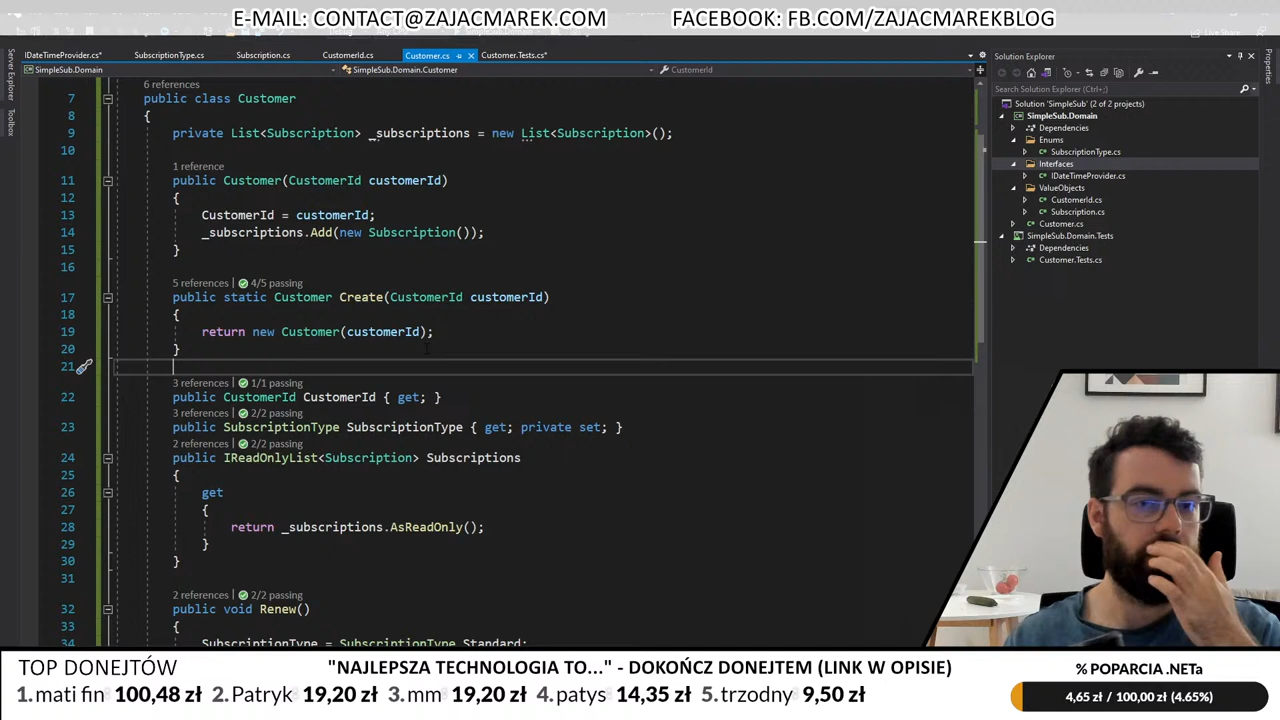 E-MAIL: CONTACT@ZAJACMAREK.COM FACEBOOK: FB.COM/ZAJACMAREKBLOG
IDateTimeProvider.cs* SubscriptionType.cs Subscription.cs CustomerId.cs Customer.cs Customer.Tests.cs* Solution Explorer
SimpleSub.Domain SimpleSub.Domain.Customer CustomerId
Server Explorer
Toolbox
Properties
Search Solution Explorer (Ctrl+;)
Solution 'SimpleSub' (2 of 2 projects)
SimpleSub.Domain
Dependencies
Enums
SubscriptionType.cs
Interfaces
IDateTimeProvider.cs
ValueObjects
CustomerId.cs
Subscription.cs
Customer.cs
SimpleSub.Domain.Tests
Dependencies
Customer.Tests.cs
6 references
7 public class Customer
8 {
9 private List<Subscription> _subscriptions = new List<Subscription>();
10
1 reference
11 public Customer(CustomerId customerId)
12 {
13 CustomerId = customerId;
14 _subscriptions.Add(new Subscription());
15 }
16
5 references | 4/5 passing
17 public static Customer Create(CustomerId customerId)
18 {
19 return new Customer(customerId);
20 }
21
3 references | 1/1 passing
22 public CustomerId CustomerId { get; }
3 references | 2/2 passing
23 public SubscriptionType SubscriptionType { get; private set; }
2 references | 2/2 passing
24 public IReadOnlyList<Subscription> Subscriptions
25 {
26 get
27 {
28 return _subscriptions.AsReadOnly();
29 }
30 }
31
2 references | 2/2 passing
32 public void Renew()
33 {
34 SubscriptionType = SubscriptionType.Standard;
TOP DONEJTÓW "NAJLEPSZA TECHNOLOGIA TO..." - DOKOŃCZ DONEJTEM (LINK W OPISIE) % POPARCIA .NETa
1. mati fin 100,48 zł 2. Patryk 19,20 zł 3. mm 19,20 zł 4. patys 14,35 zł 5. trzodny 9,50 zł 4,65 zł / 100,00 zł (4.65%)